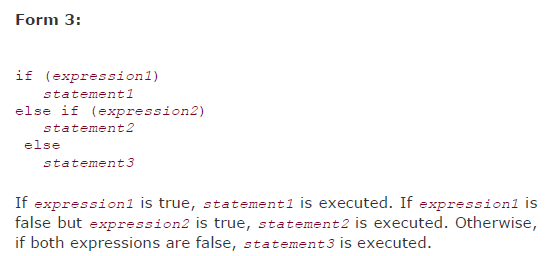 Form 3:
if (expression1)
statement1
else if (expression2)
statement2
else
statement3
If expression1 is true, statement1 is executed. If expression1 is
false but expression2 is true, statement2 is executed. Otherwise,
if both expressions are false, statement3 is executed.